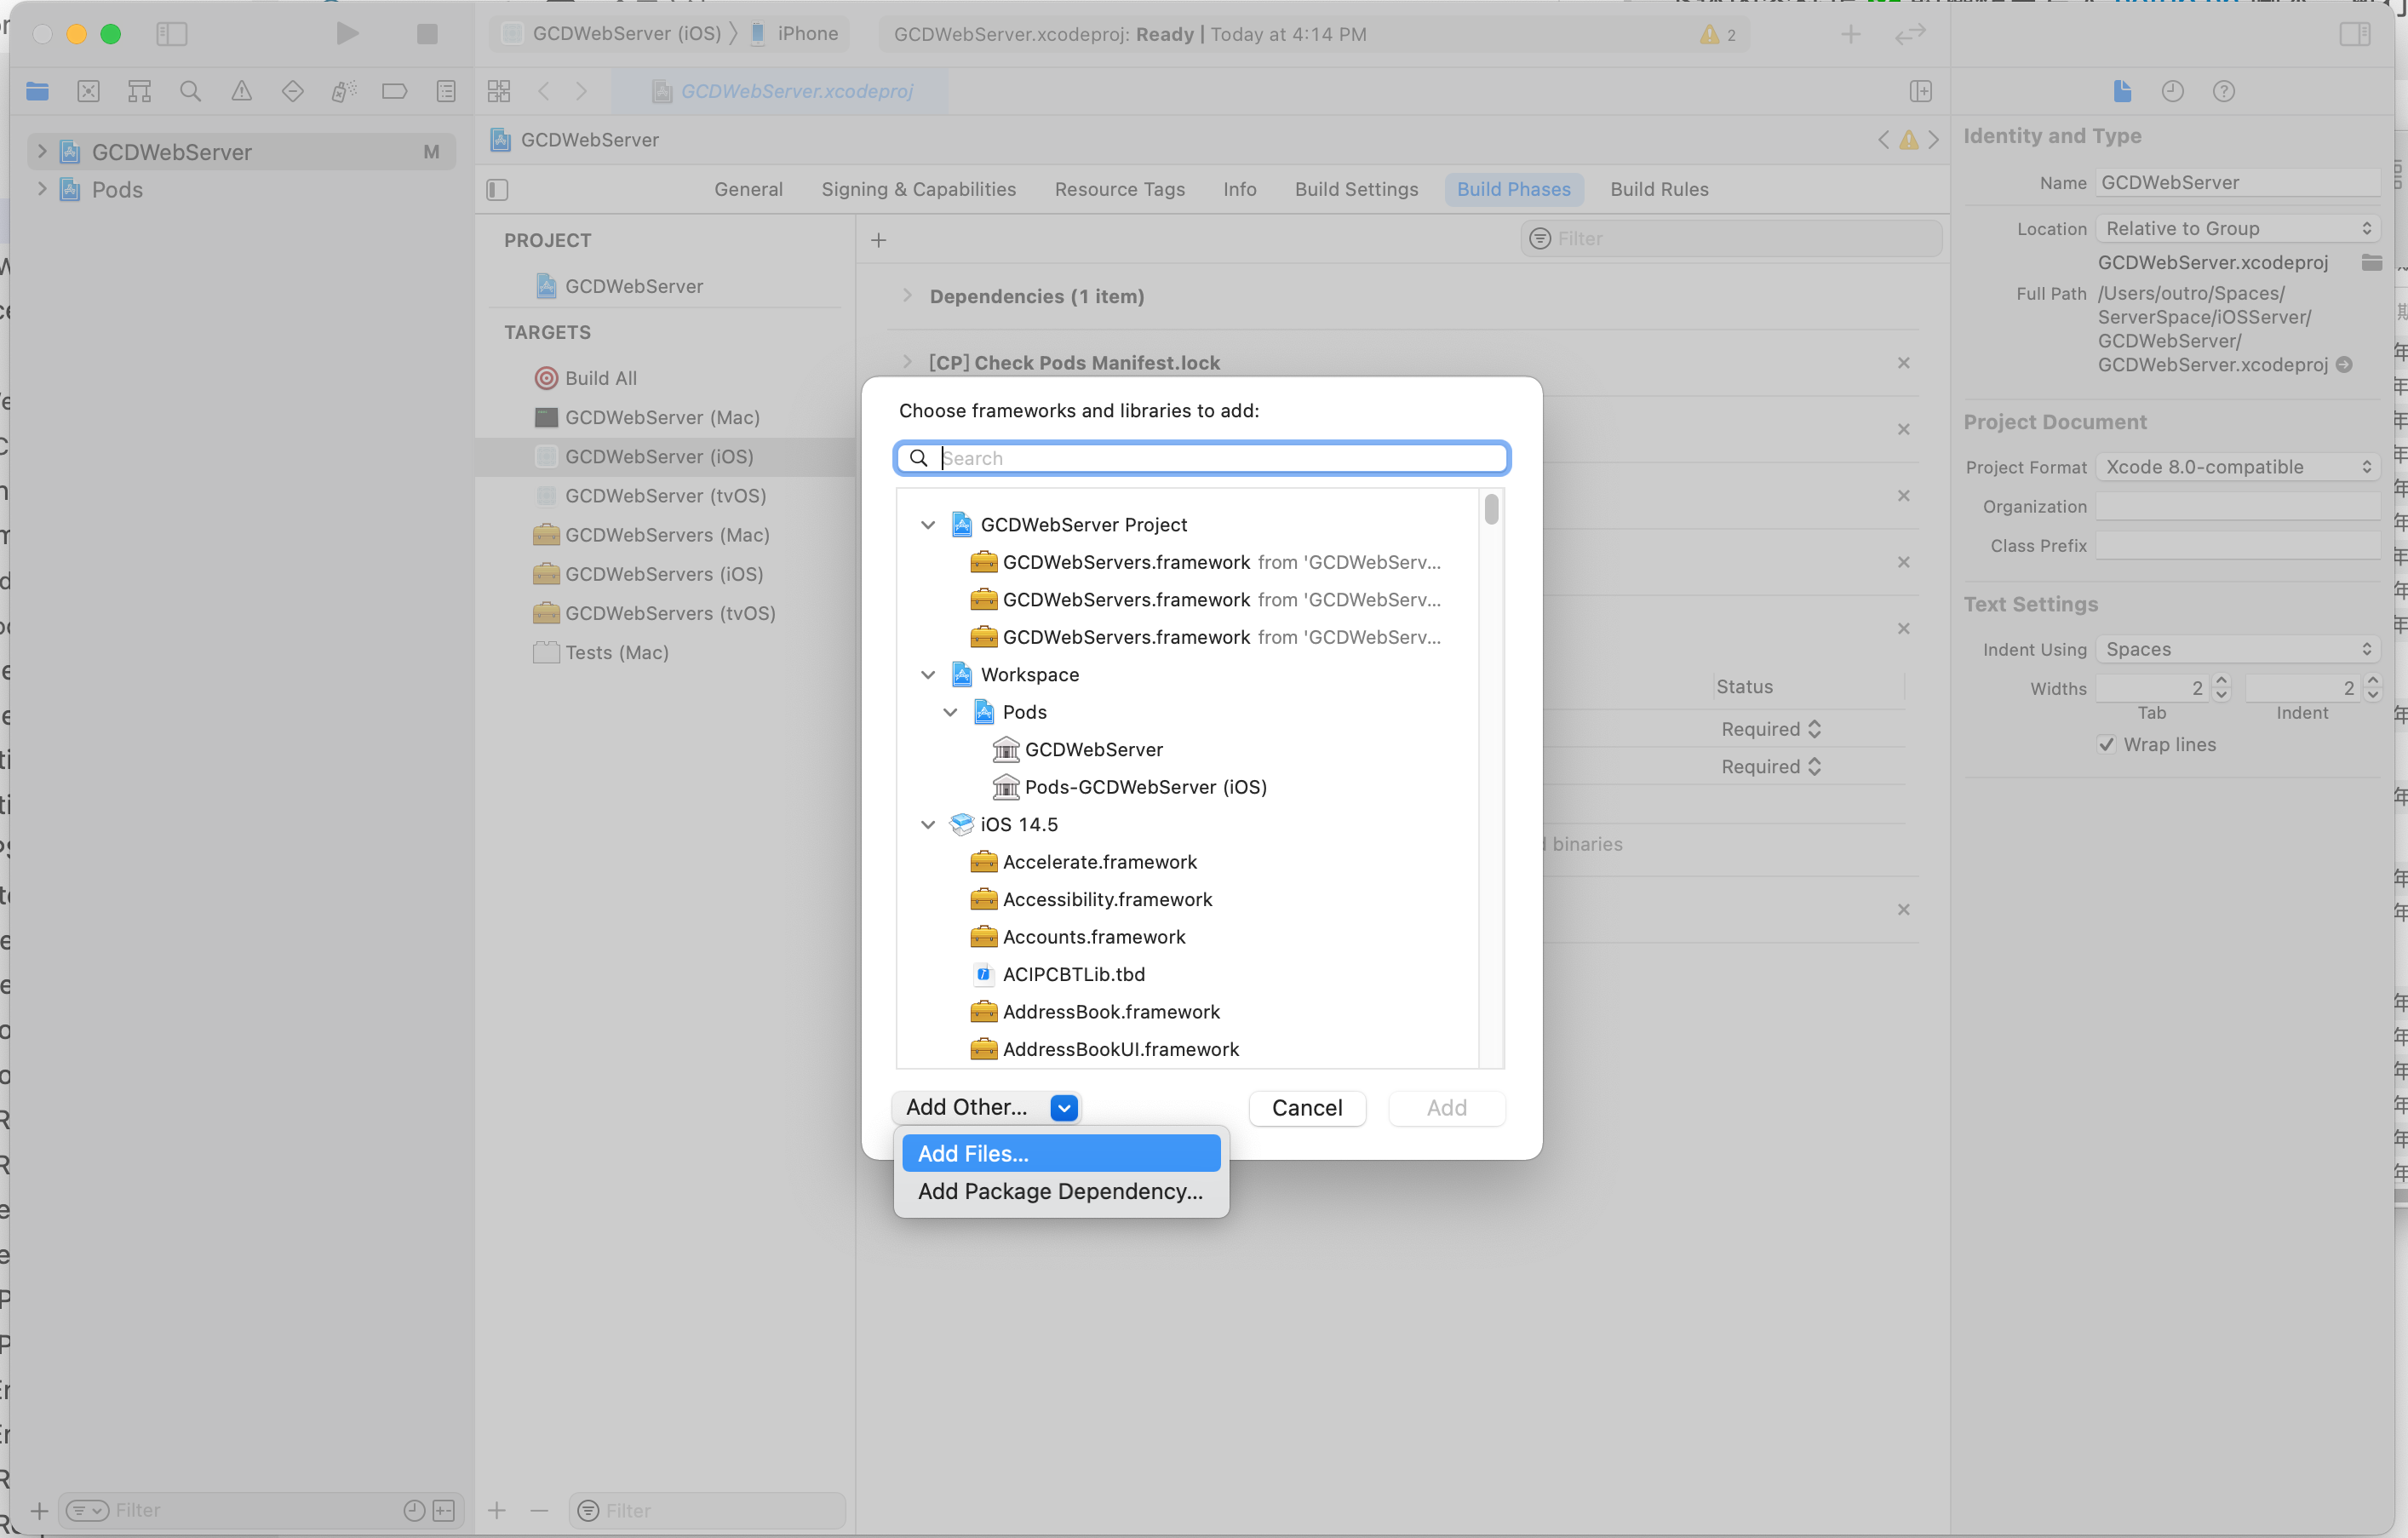 GCDWebServer (iOS) 〉 iPhone
GCDWebServer.xcodeproj: Ready | Today at 4:14 PM
2
GCDWebServer.xcodeproj
GCDWebServer M
Pods
GCDWebServer
General Signing & Capabilities Resource Tags Info Build Settings Build Phases Build Rules
PROJECT
GCDWebServer
TARGETS
Build All
GCDWebServer (Mac)
GCDWebServer (iOS)
GCDWebServer (tvOS)
GCDWebServers (Mac)
GCDWebServers (iOS)
GCDWebServers (tvOS)
Tests (Mac)
Filter
Dependencies (1 item)
[CP] Check Pods Manifest.lock
Choose frameworks and libraries to add:
Search
GCDWebServer Project
GCDWebServers.framework from 'GCDWebServ...
GCDWebServers.framework from 'GCDWebServ...
GCDWebServers.framework from 'GCDWebServ...
Workspace
Pods
GCDWebServer
Pods-GCDWebServer (iOS)
iOS 14.5
Accelerate.framework
Accessibility.framework
Accounts.framework
ACIPCBTLib.tbd
AddressBook.framework
AddressBookUI.framework
Add Other...
Cancel
Add
Add Files...
Add Package Dependency...
Status
Required
Required
binaries
Identity and Type
Name GCDWebServer
Location Relative to Group
GCDWebServer.xcodeproj
Full Path /Users/outro/Spaces/
ServerSpace/iOSServer/
GCDWebServer/
GCDWebServer.xcodeproj
Project Document
Project Format Xcode 8.0-compatible
Organization
Class Prefix
Text Settings
Indent Using Spaces
Widths 2 2
Tab Indent
Wrap lines
Filter
Filter